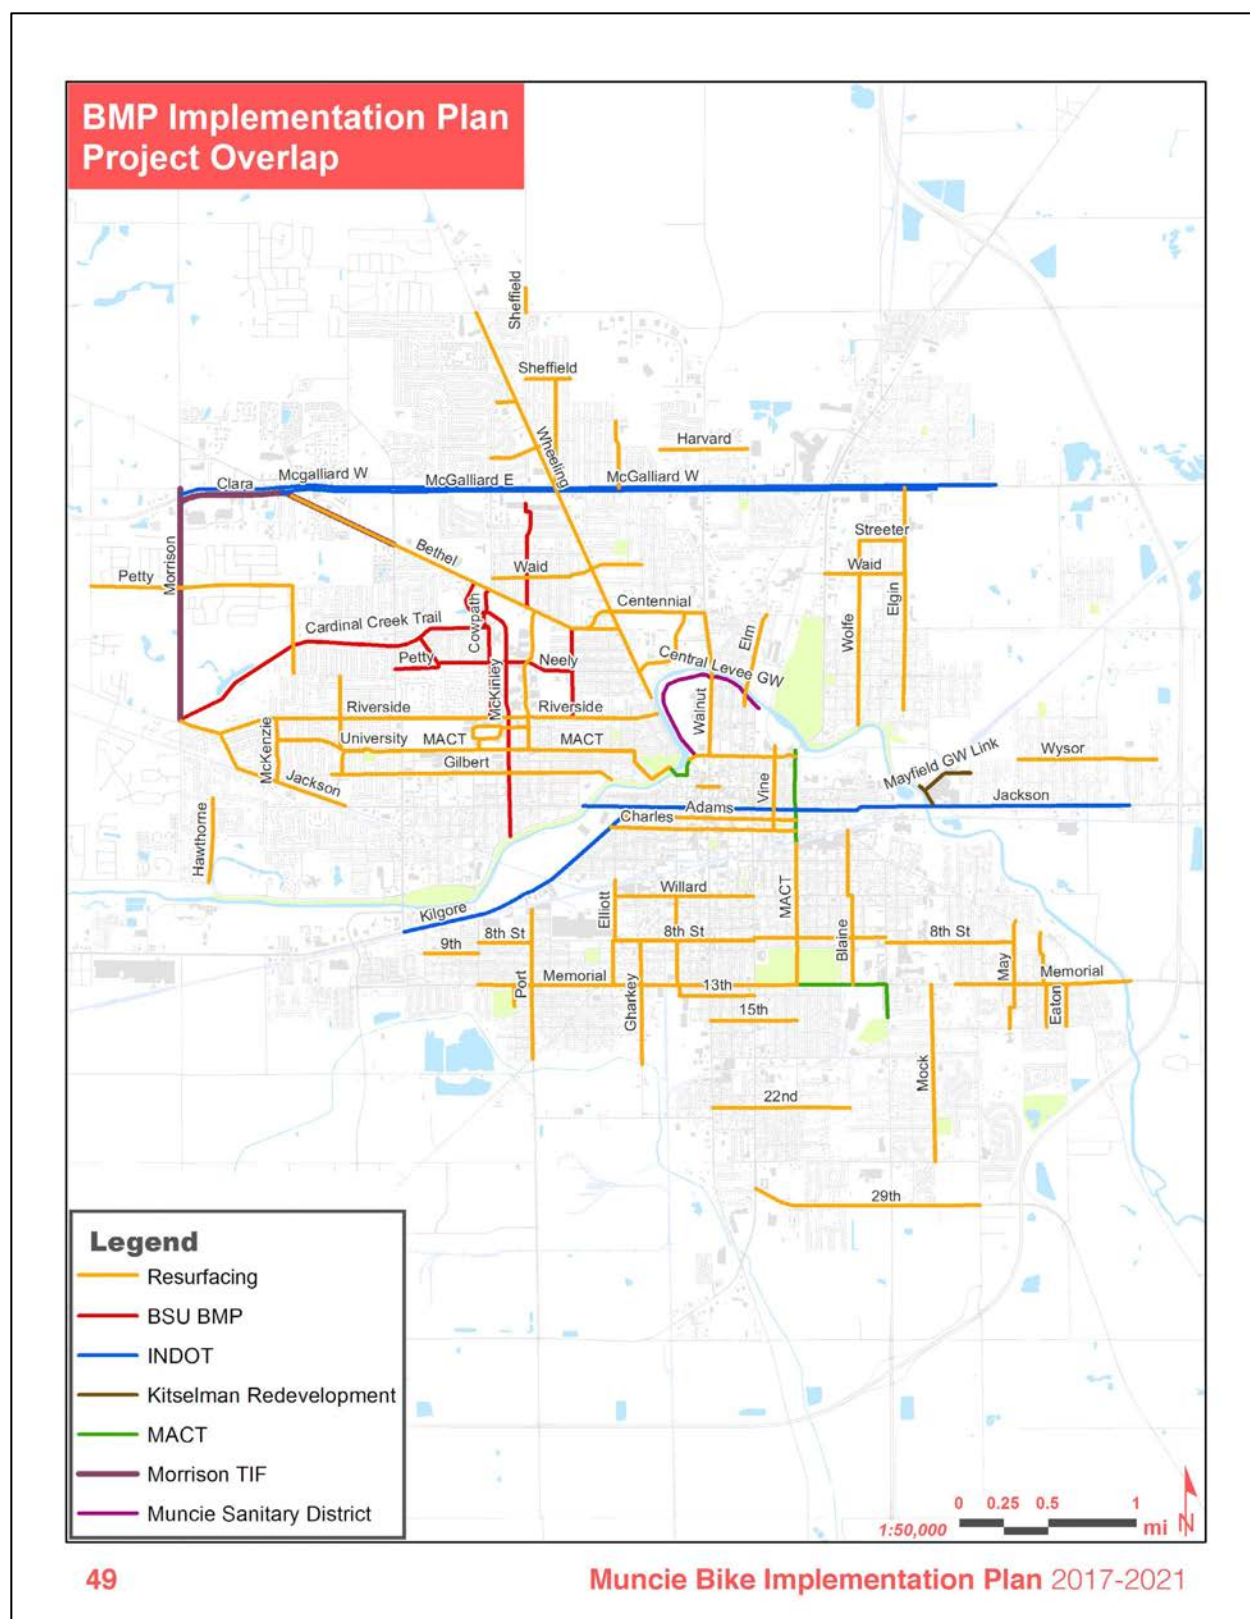 BMP Implementation Plan
Project Overlap
Sheffield
Sheffield
Wheeling
Harvard
Clara
Mcgalliard W
McGalliard E
McGalliard W
Morrison
Bethel
Streeter
Petty
Waid
Waid
Elgin
Cardinal Creek Trail
Cowpath
Centennial
Elm
Wolfe
Petty
Neely
McKinley
Central Levee GW
Riverside
Riverside
Walnut
McKenzie
University
MACT
MACT
Gilbert
Jackson
Vine
Mayfield GW Link
Wysor
Adams
Jackson
Charles
Hawthorne
Willard
Elliott
MACT
Kilgore
8th St
8th St
8th St
9th
Blaine
May
Port
Memorial
13th
Memorial
Gharkey
15th
Eaton
Mock
22nd
29th
Legend
Resurfacing
BSU BMP
INDOT
Kitselman Redevelopment
MACT
Morrison TIF
Muncie Sanitary District
0 0.25 0.5 1
1:50,000
mi
N
49
Muncie Bike Implementation Plan 2017-2021